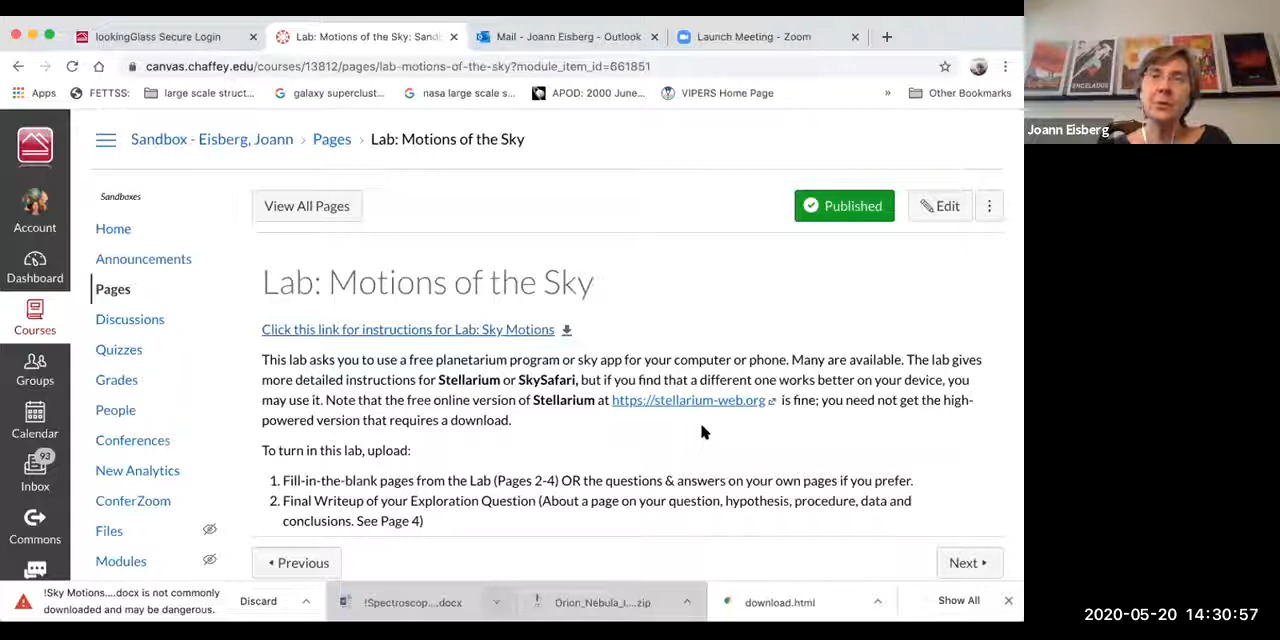 lookingGlass Secure Login
Lab: Motions of the Sky: Sand
Mail - Joann Eisberg - Outlook
Launch Meeting - Zoom
canvas.chaffey.edu/courses/13812/pages/lab-motions-of-the-sky?module_item_id=661851
Apps
FETTSS:
large scale struct...
galaxy superclust...
nasa large scale s...
APOD: 2000 June...
VIPERS Home Page
»
Other Bookmarks
ENCELADUS
Joann Eisberg
Sandbox - Eisberg, Joann › Pages › Lab: Motions of the Sky
Account
Dashboard
Courses
Groups
Calendar
93
Inbox
Commons
Sandboxes
Home
Announcements
Pages
Discussions
Quizzes
Grades
People
Conferences
New Analytics
ConferZoom
Files
Modules
View All Pages
Published
Edit
Lab: Motions of the Sky
Click this link for instructions for Lab: Sky Motions
This lab asks you to use a free planetarium program or sky app for your computer or phone. Many are available. The lab gives
more detailed instructions for Stellarium or SkySafari, but if you find that a different one works better on your device, you
may use it. Note that the free online version of Stellarium at https://stellarium-web.org is fine; you need not get the high-
powered version that requires a download.
To turn in this lab, upload:
1. Fill-in-the-blank pages from the Lab (Pages 2-4) OR the questions & answers on your own pages if you prefer.
2. Final Writeup of your Exploration Question (About a page on your question, hypothesis, procedure, data and
conclusions. See Page 4)
Previous
Next
!Sky Motions....docx is not commonly
downloaded and may be dangerous.
Discard
!Spectroscop....docx
Orion_Nebula_I....zip
download.html
Show All
2020-05-20 14:30:57